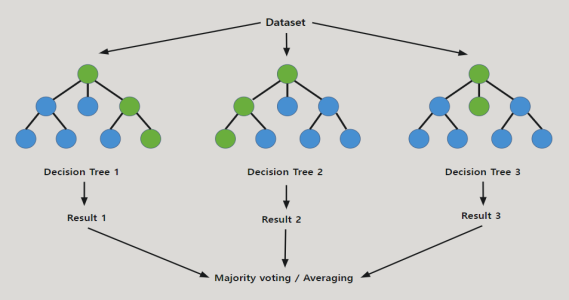 Dataset
Decision Tree 1
Decision Tree 2
Decision Tree 3
Result 1
Result 2
Result 3
Majority voting / Averaging